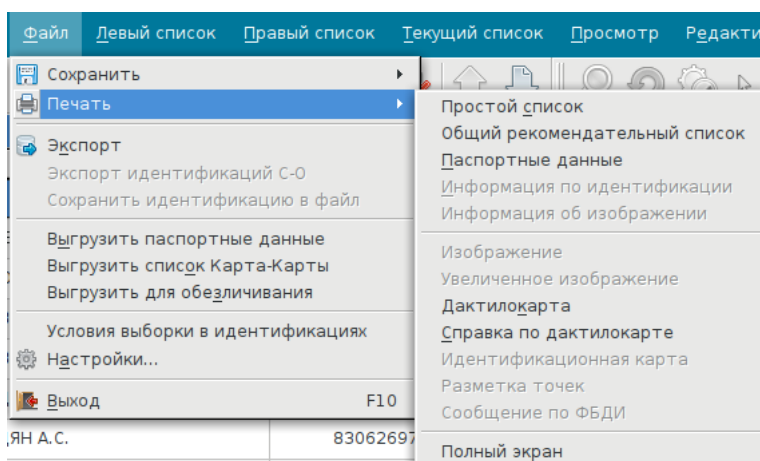 Файл Левый список Правый список Текущий список Просмотр Редакти
Сохранить
Печать
Экспорт
Экспорт идентификаций С-О
Сохранить идентификацию в файл
Выгрузить паспортные данные
Выгрузить список Карта-Карты
Выгрузить для обезличивания
Условия выборки в идентификациях
Настройки...
Выход F10
Простой список
Общий рекомендательный список
Паспортные данные
Информация по идентификации
Информация об изображении
Изображение
Увеличенное изображение
Дактилокарта
Справка по дактилокарте
Идентификационная карта
Разметка точек
Сообщение по ФБДИ
Полный экран
ЯН А.С. 83062697